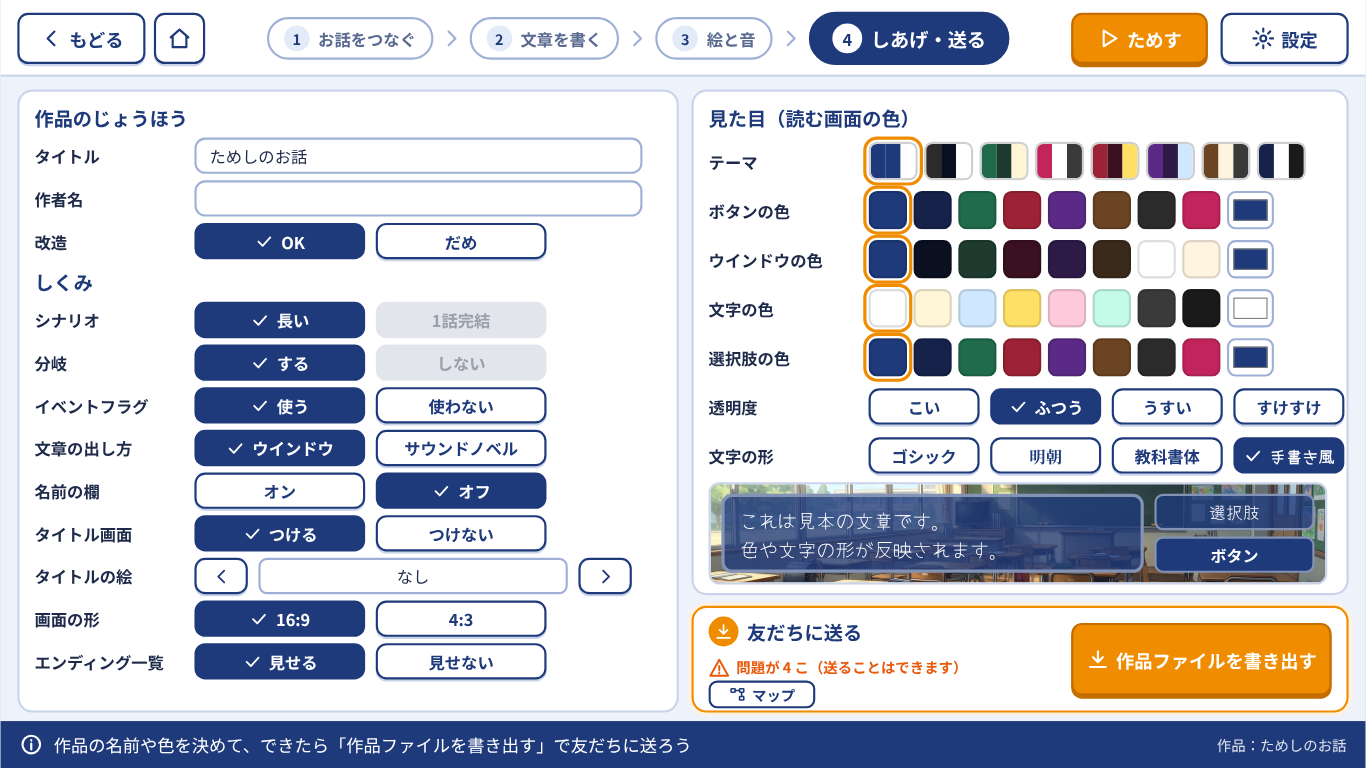 もどる
1 お話をつなぐ
2 文章を書く
3 絵と音
4 しあげ・送る
ためす
設定
作品のじょうほう
タイトル ためしのお話
作者名
改造 OK だめ
しくみ
シナリオ 長い 1話完結
分岐 する しない
イベントフラグ 使う 使わない
文章の出し方 ウインドウ サウンドノベル
名前の欄 オン オフ
タイトル画面 つける つけない
タイトルの絵 なし
画面の形 16:9 4:3
エンディング一覧 見せる 見せない
見た目（読む画面の色）
テーマ
ボタンの色
ウインドウの色
文字の色
選択肢の色
透明度 こい ふつう うすい すけすけ
文字の形 ゴシック 明朝 教科書体 手書き風
これは見本の文章です。
色や文字の形が反映されます。
選択肢
ボタン
友だちに送る
問題が4こ（送ることはできます）
マップ
作品ファイルを書き出す
作品の名前や色を決めて、できたら「作品ファイルを書き出す」で友だちに送ろう
作品：ためしのお話